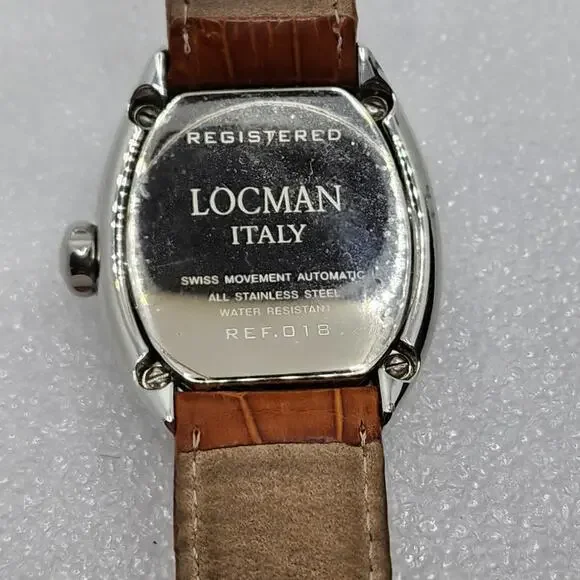 REGISTERED
LOCMAN
ITALY
SWISS MOVEMENT AUTOMATIC
ALL STAINLESS STEEL
WATER RESISTANT
REF.018